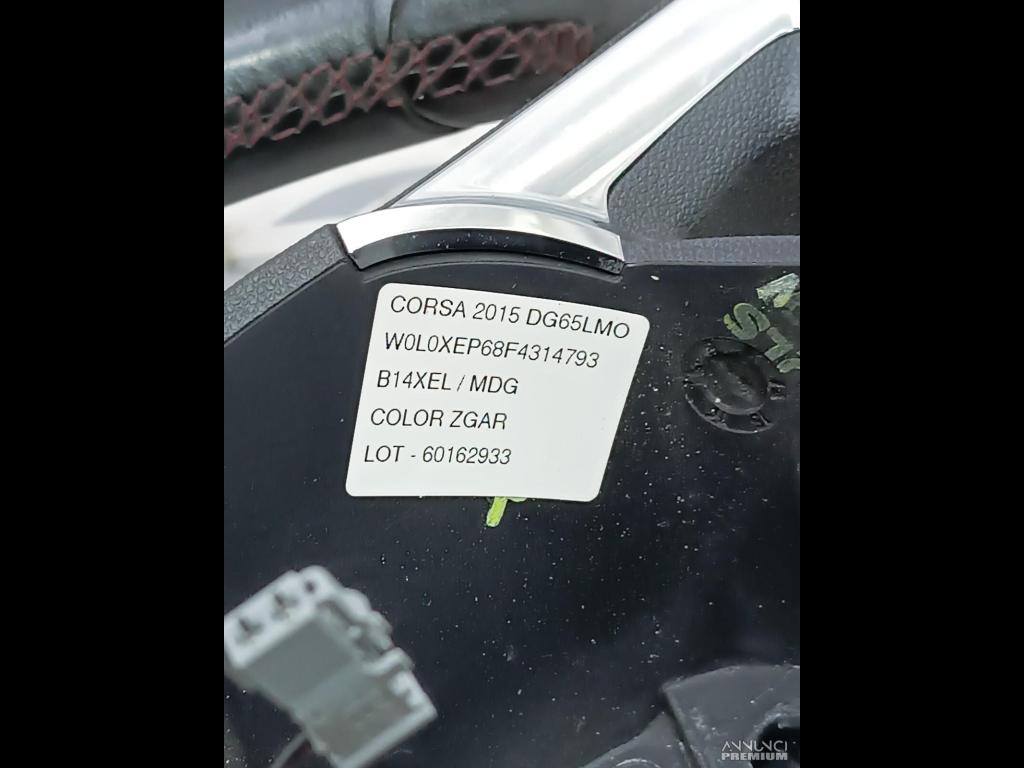 CORSA 2015 DG65LMO
W0L0XEP68F4314793
B14XEL / MDG
COLOR ZGAR
LOT - 60162933
ANNUNCI
PREMIUM